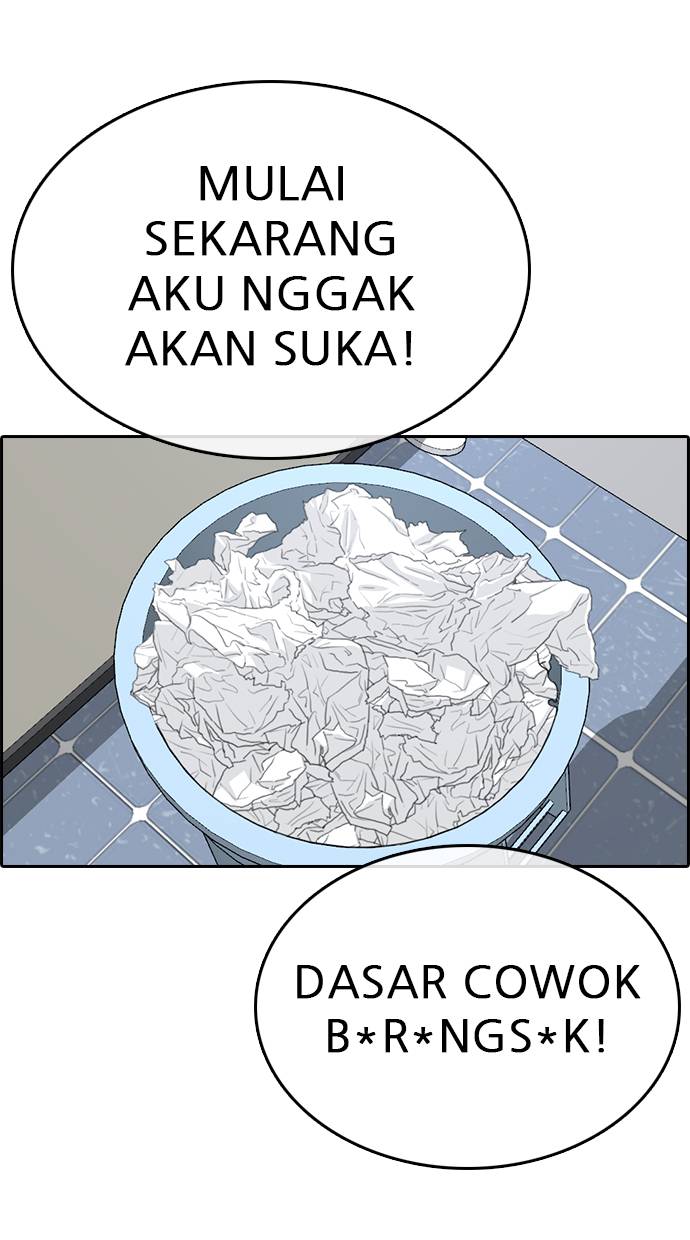 MULAI
SEKARANG
AKU NGGAK
AKAN SUKA!
DASAR COWOK
B*R*NGS*K!